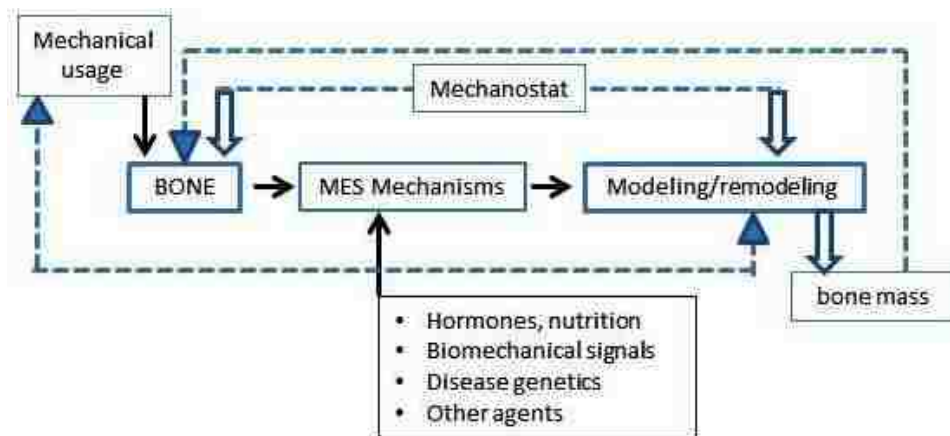 Mechanical
usage
Mechanostat
BONE
MES Mechanisms
Modeling/remodeling
bone mass
• Hormones, nutrition
• Biomechanical signals
• Disease genetics
• Other agents